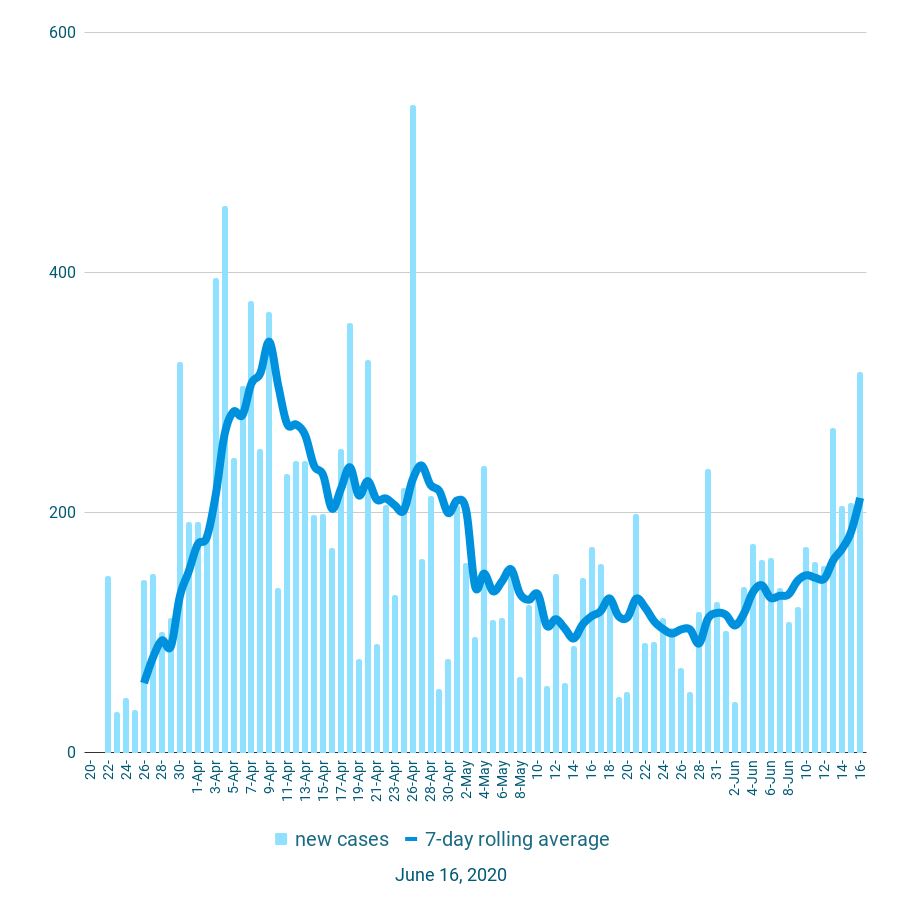 600
400
200
0
20-
22-
24-
26-
28-
30-
1-Apr
3-Apr
5-Apr
7-Apr
9-Apr
11-Apr
13-Apr
15-Apr
17-Apr
19-Apr
21-Apr
23-Apr
26-Apr
28-Apr
30-Apr
2-May
4-May
6-May
8-May
10-
12-
14-
16-
18-
20-
22-
24-
26-
28-
31-
2-Jun
4-Jun
6-Jun
8-Jun
10-
12-
14-
16-
new cases 7-day rolling average
June 16, 2020